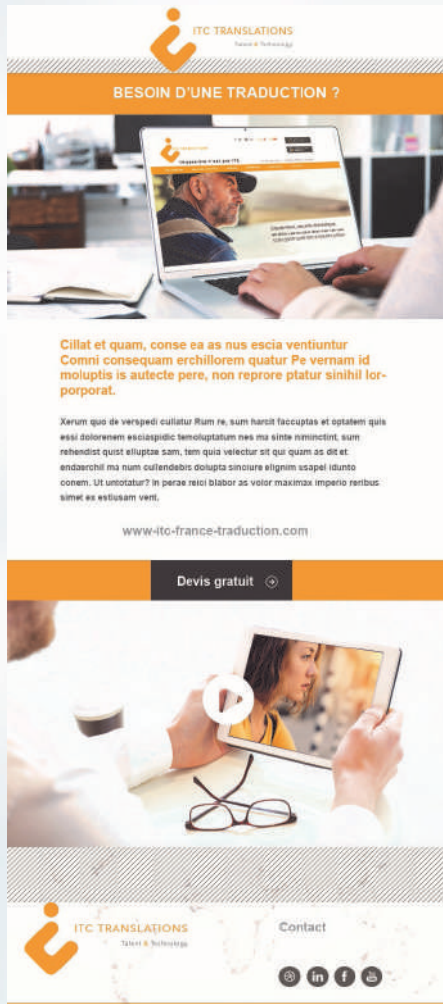 ITC TRANSLATIONS
Talent & Technology
BESOIN D'UNE TRADUCTION ?
Cillat et quam, conse ea as nus escia ventiuntur
Comni consequam erchillorem quatur Pe vernam id
moluptis is autecte pere, non reprore ptatur sinihil lor-
porporat.
Xerum quo de verspedi cullatur Rum re, sum harcit faccuptas et optatem quis
essi dolorenem esciaspidic temoluptatum nes ma sinte niminctint, sum
rehendist quist elluptae sam, tem quia velectur sit qui quam as dit et
endaerchil ma num cullendebis dolupta sinciure elignim usapel idunto
conem. Ut untotatur? In perae reici blabor as volor maximax imperio reribus
simet ex estiusam vent.
www-itc-france-traduction.com
Devis gratuit
ITC TRANSLATIONS
Talent & Technology
Contact